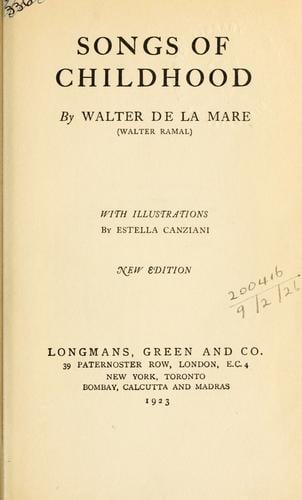 SONGS OF
CHILDHOOD
By WALTER DE LA MARE
(WALTER RAMAL)
WITH ILLUSTRATIONS
By ESTELLA CANZIANI
NEW EDITION
200416
9/2/26
LONGMANS, GREEN AND CO.
39 PATERNOSTER ROW, LONDON, E.C. 4
NEW YORK, TORONTO
BOMBAY, CALCUTTA AND MADRAS
1923